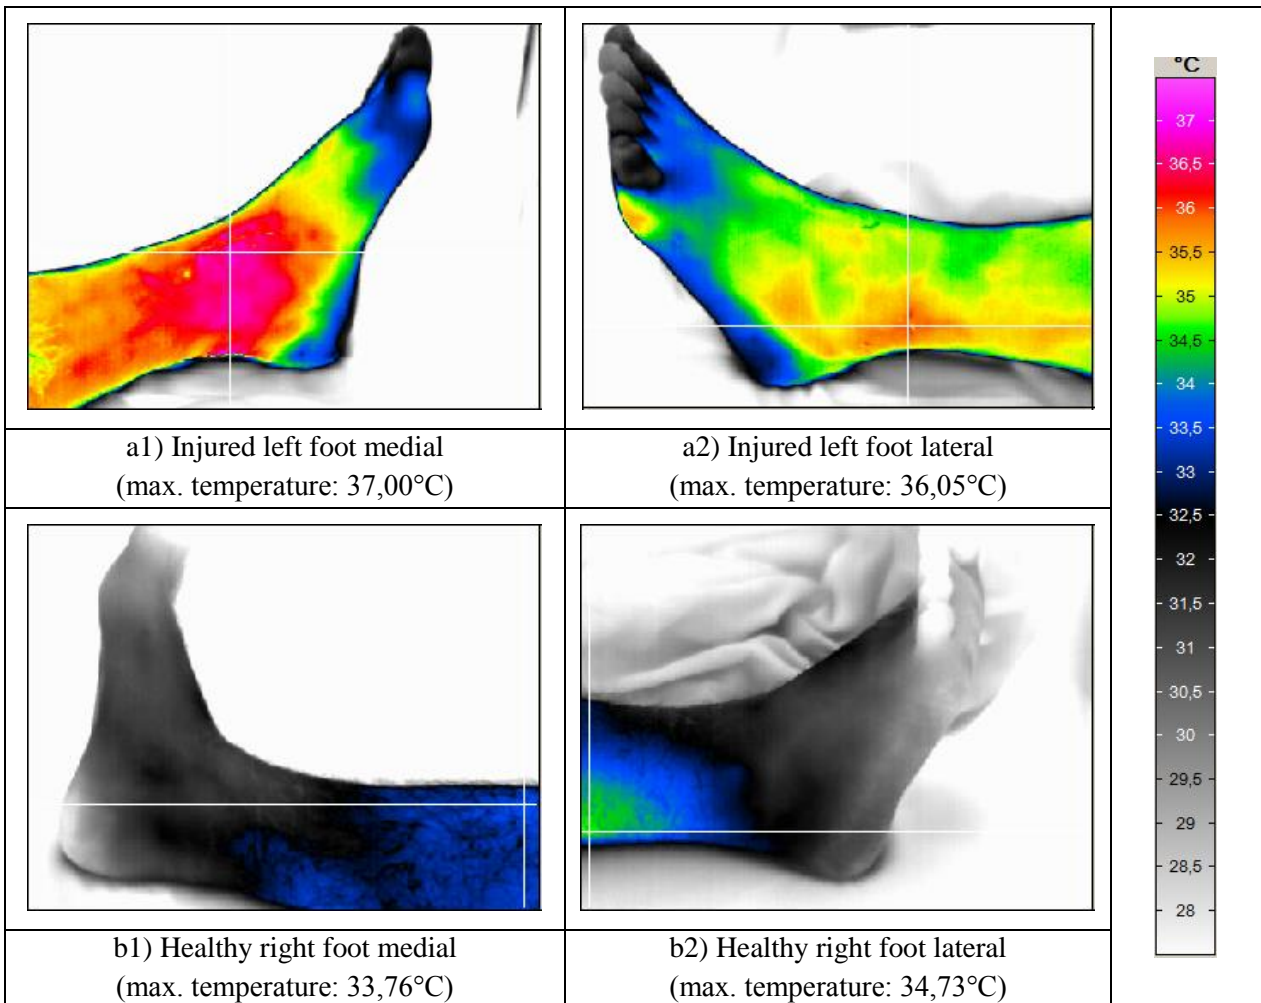 °C
37
36,5
36
35,5
35
34,5
34
33,5
33
32,5
32
31,5
31
30,5
30
29,5
29
28,5
28
a1) Injured left foot medial
(max. temperature: 37,00°C)
a2) Injured left foot lateral
(max. temperature: 36,05°C)
b1) Healthy right foot medial
(max. temperature: 33,76°C)
b2) Healthy right foot lateral
(max. temperature: 34,73°C)